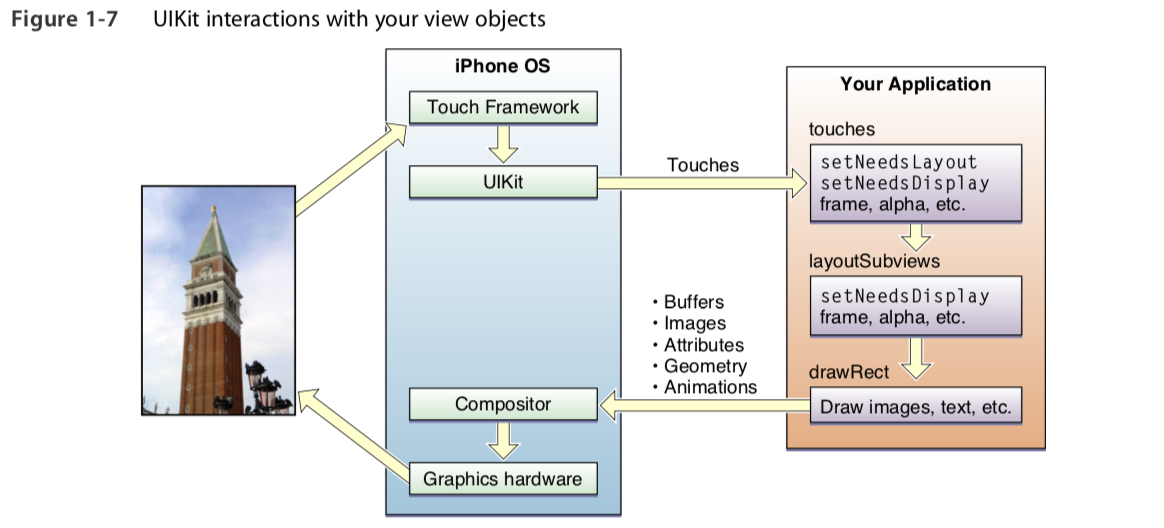 Figure 1-7 UIKit interactions with your view objects
iPhone OS
Touch Framework
UIKit
Touches
Your Application
touches
setNeedsLayout
setNeedsDisplay
frame, alpha, etc.
layoutSubviews
setNeedsDisplay
frame, alpha, etc.
drawRect
Draw images, text, etc.
• Buffers
• Images
• Attributes
• Geometry
• Animations
Compositor
Graphics hardware